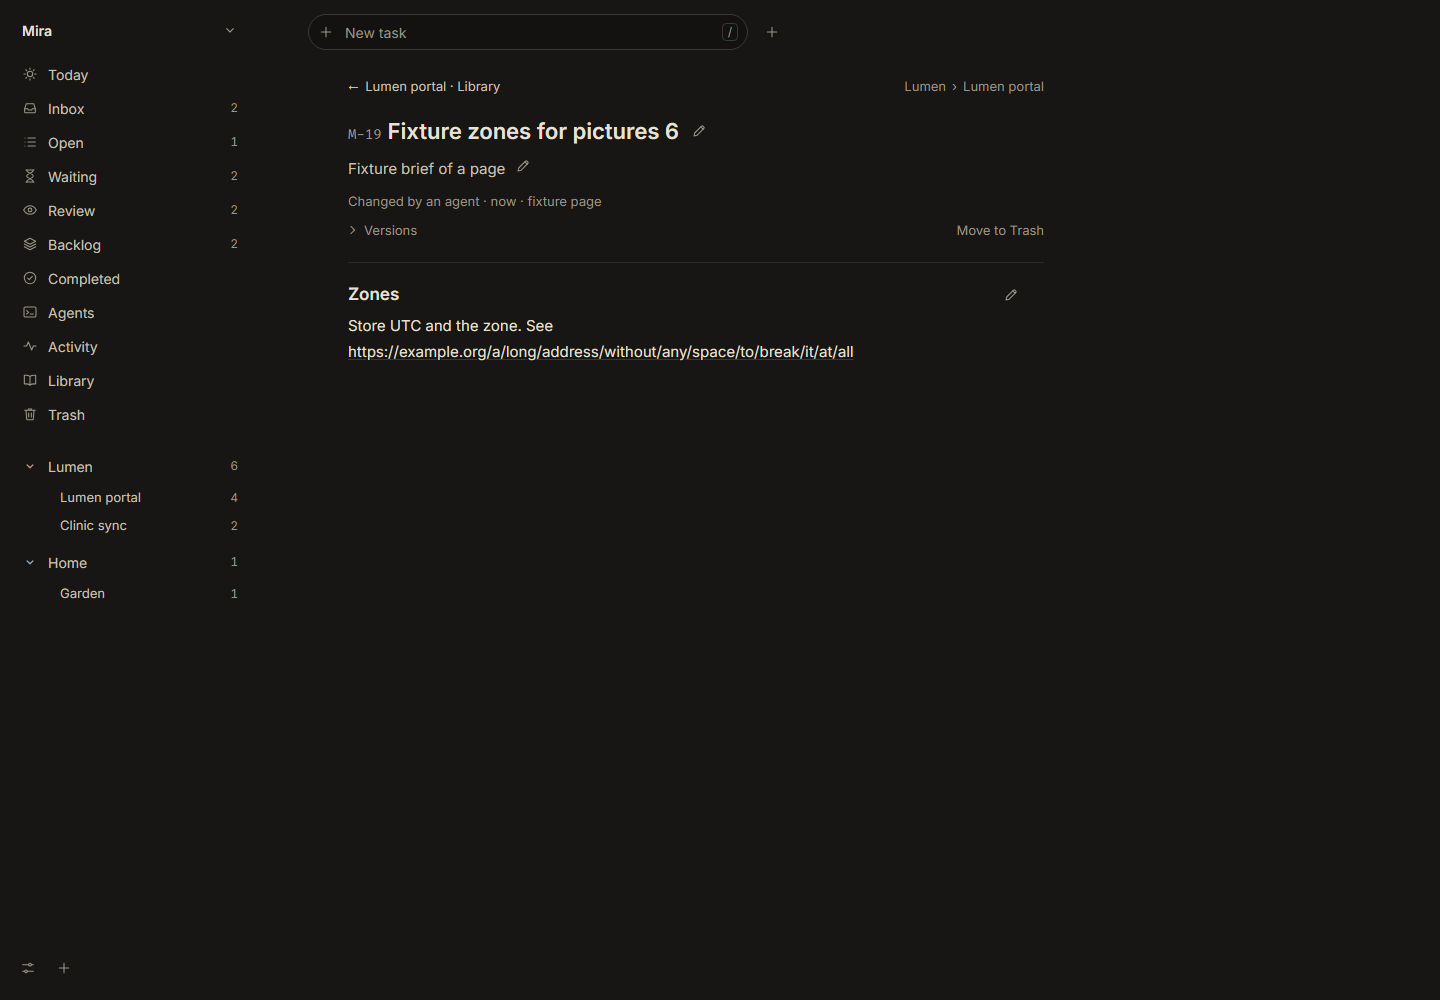 Mira
New task /
Today
Inbox 2
Open 1
Waiting 2
Review 2
Backlog 2
Completed
Agents
Activity
Library
Trash
Lumen 6
Lumen portal 4
Clinic sync 2
Home 1
Garden 1
← Lumen portal · Library
Lumen › Lumen portal
M-19 Fixture zones for pictures 6
Fixture brief of a page
Changed by an agent · now · fixture page
Versions
Move to Trash
Zones
Store UTC and the zone. See
https://example.org/a/long/address/without/any/space/to/break/it/at/all